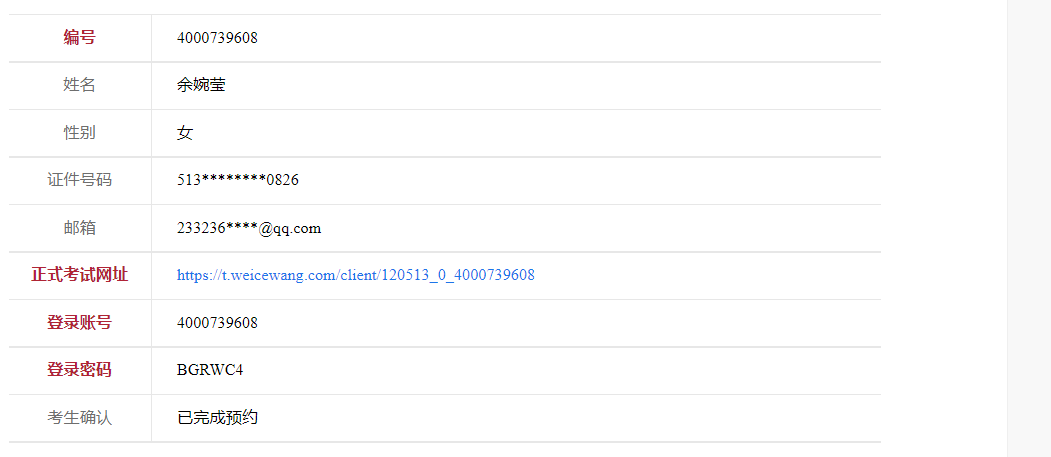 编号 4000739608
姓名 余婉莹
性别 女
证件号码 513********0826
邮箱 233236****@qq.com
正式考试网址 https://t.weicewang.com/client/120513_0_4000739608
登录账号 4000739608
登录密码 BGRWC4
考生确认 已完成预约